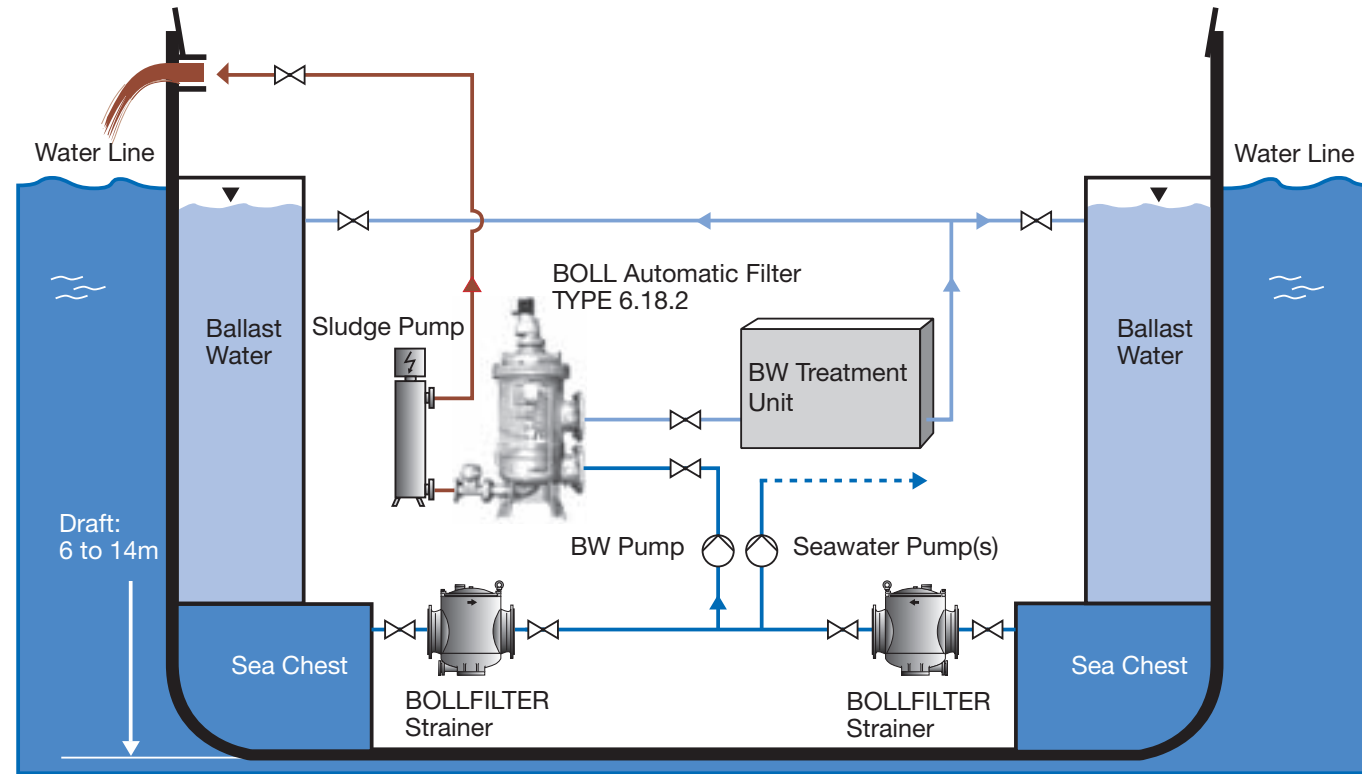 Water Line
Water Line
BOLL Automatic Filter
TYPE 6.18.2
Sludge Pump
Ballast
Water
BW Treatment
Unit
Ballast
Water
Draft:
6 to 14m
BW Pump
Seawater Pump(s)
Sea Chest
BOLLFILTER
Strainer
BOLLFILTER
Strainer
Sea Chest